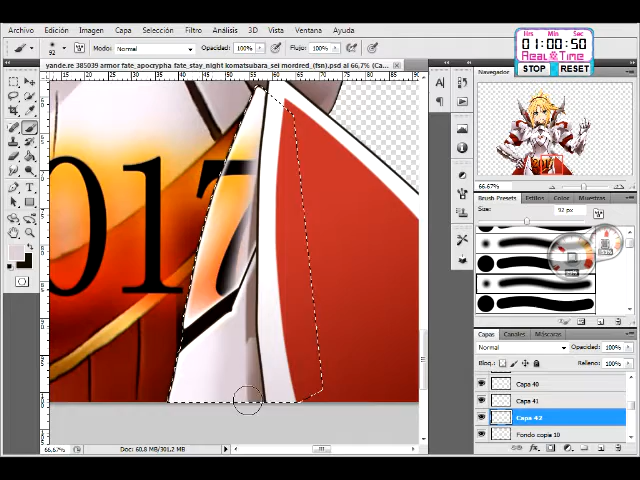 Archivo Edición Imagen Capa Selección Filtro Análisis 3D Vista Ventana Ayuda
92 Modo: Normal Opacidad: 100% Flujo: 100%
Hrs Min Sec
01:00:50
Real Time
STOP RESET
yande.re 385039 armor fate_apocrypha fate_stay_night komatsubara_sei mordred_(fsn).psd al 66,7% (Ca...
Navegador
66.67%
Brush Presets Estilos Color Muestras
Size: 92 px
017
Capas Canales Máscaras
Normal Opacidad: 100%
Bloq.: Relleno: 100%
Capa 40
Capa 41
Capa 42
Fondo copia 10
66,67% Doc: 60,8 MB/301,2 MB